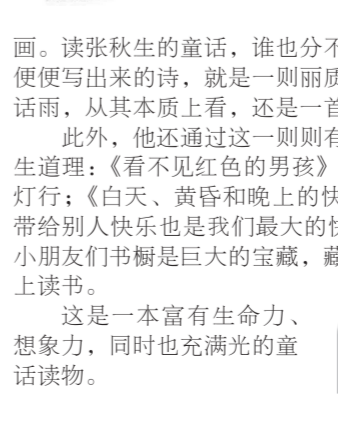 画。读张秋生的童话，谁也分不
便便写出来的诗，就是一则丽质
话雨，从其本质上看，还是一首
此外，他还通过这一则则有
生道理：《看不见红色的男孩》
灯行；《白天、黄昏和晚上的快
带给别人快乐也是我们最大的快
小朋友们书橱是巨大的宝藏，藏
上读书。
这是一本富有生命力、
想象力，同时也充满光的童
话读物。